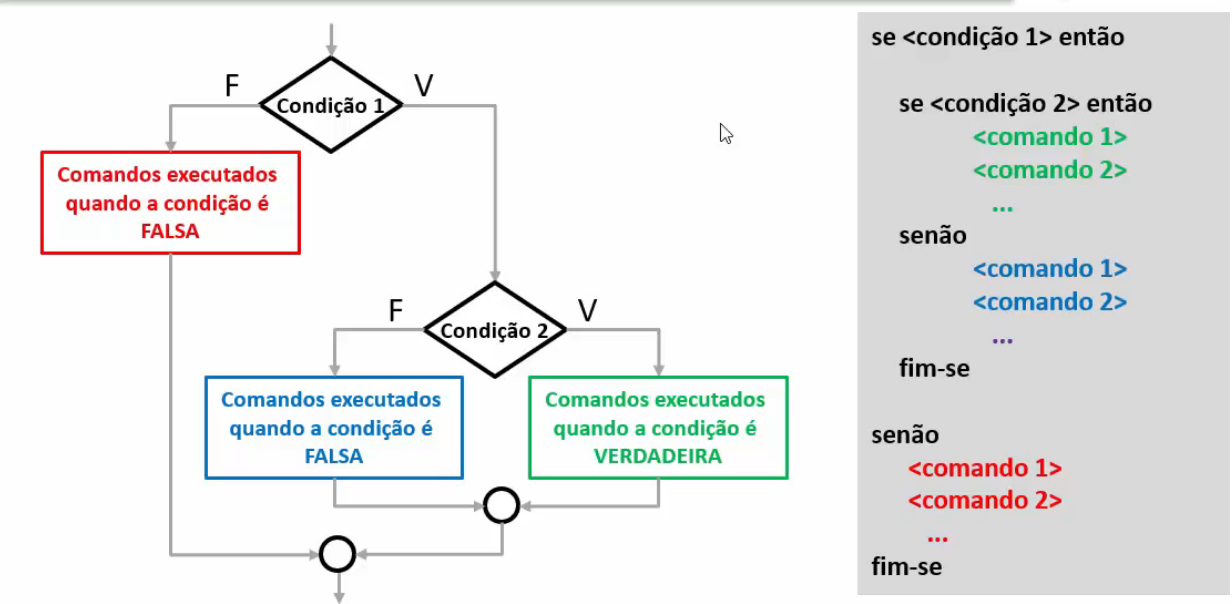 F
V
Condição 1
Comandos executados
quando a condição é
FALSA
F
V
Condição 2
Comandos executados
quando a condição é
FALSA
Comandos executados
quando a condição é
VERDADEIRA
se <condição 1> então
se <condição 2> então
<comando 1>
<comando 2>
...
senão
<comando 1>
<comando 2>
...
fim-se
senão
<comando 1>
<comando 2>
...
fim-se